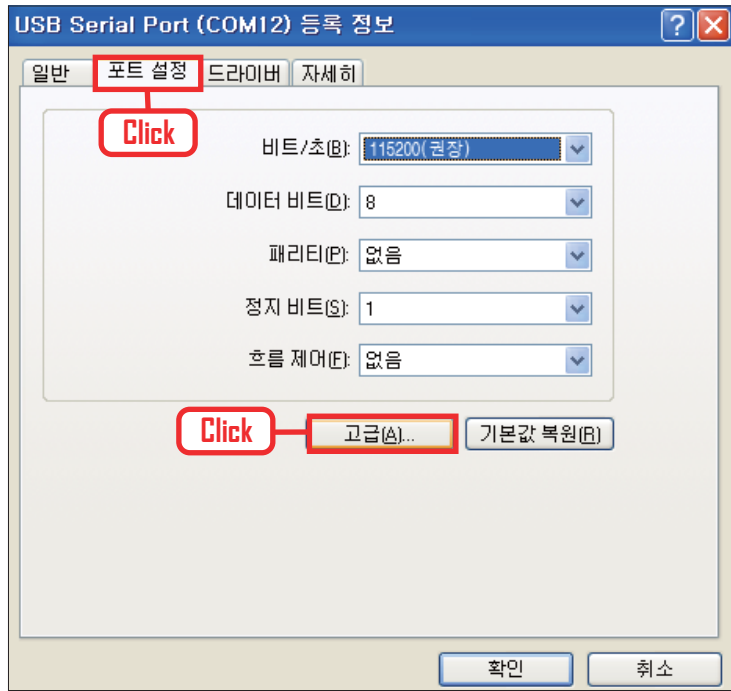 USB Serial Port (COM12) 등록 정보
일반 포트 설정 드라이버 자세히
Click
비트/초(B): 115200(권장)
데이터 비트(D): 8
패리티(P): 없음
정지 비트(S): 1
흐름 제어(F): 없음
Click 고급(A)... 기본값 복원(R)
확인 취소